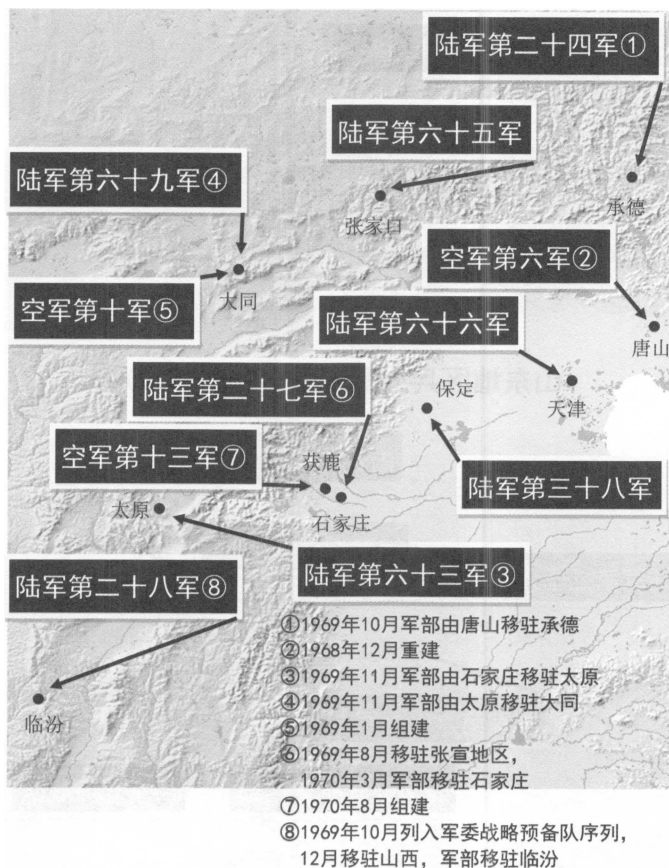 陆军第二十四军①
陆军第六十五军
陆军第六十九军④
承德
张家口
空军第六军②
空军第十军⑤
大同
陆军第六十六军
唐山
陆军第二十七军⑥
保定
天津
空军第十三军⑦
获鹿
陆军第三十八军
太原
石家庄
陆军第二十八军⑧
陆军第六十三军③
临汾
①1969年10月军部由唐山移驻承德
②1968年12月重建
③1969年11月军部由石家庄移驻太原
④1969年11月军部由太原移驻大同
⑤1969年1月组建
⑥1969年8月移驻张宣地区，
1970年3月军部移驻石家庄
⑦1970年8月组建
⑧1969年10月列入军委战略预备队序列，
12月移驻山西，军部移驻临汾